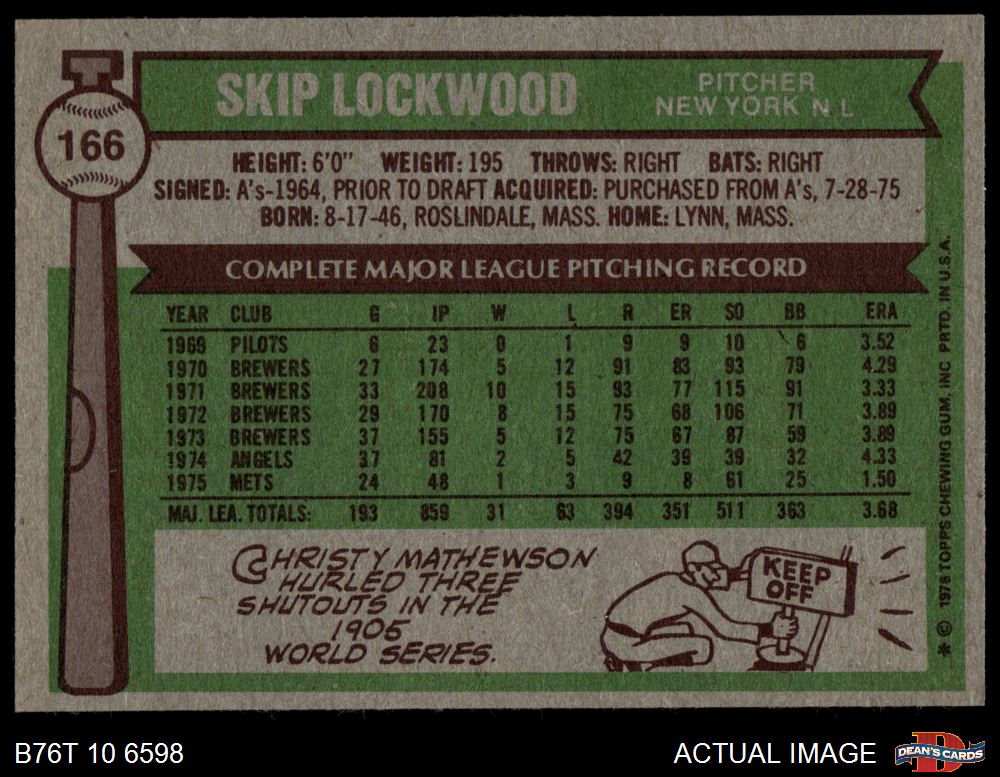 166
SKIP LOCKWOOD
PITCHER
NEW YORK N L
HEIGHT: 6'0" WEIGHT: 195 THROWS: RIGHT BATS: RIGHT
SIGNED: A's-1964, PRIOR TO DRAFT ACQUIRED: PURCHASED FROM A's, 7-28-75
BORN: 8-17-46, ROSLINDALE, MASS. HOME: LYNN, MASS.
COMPLETE MAJOR LEAGUE PITCHING RECORD
YEAR CLUB G IP W L R ER SO BB ERA
1969 PILOTS 6 23 0 1 9 9 10 6 3.52
1970 BREWERS 27 174 5 12 91 83 93 79 4.29
1971 BREWERS 33 208 10 15 93 77 115 91 3.33
1972 BREWERS 29 170 8 15 75 68 106 71 3.89
1973 BREWERS 37 155 5 12 75 67 87 59 3.89
1974 ANGELS 37 81 2 5 42 39 39 32 4.33
1975 METS 24 48 1 3 9 8 61 25 1.50
MAJ. LEA. TOTALS: 193 859 31 63 394 351 511 363 3.68
CHRISTY MATHEWSON
HURLED THREE
SHUTOUTS IN THE
1905
WORLD SERIES.
KEEP
OFF
* © 1976 TOPPS CHEWING GUM, INC PRTD. IN U.S.A.
B76T 10 6598
ACTUAL IMAGE
D
DEAN'S CARDS